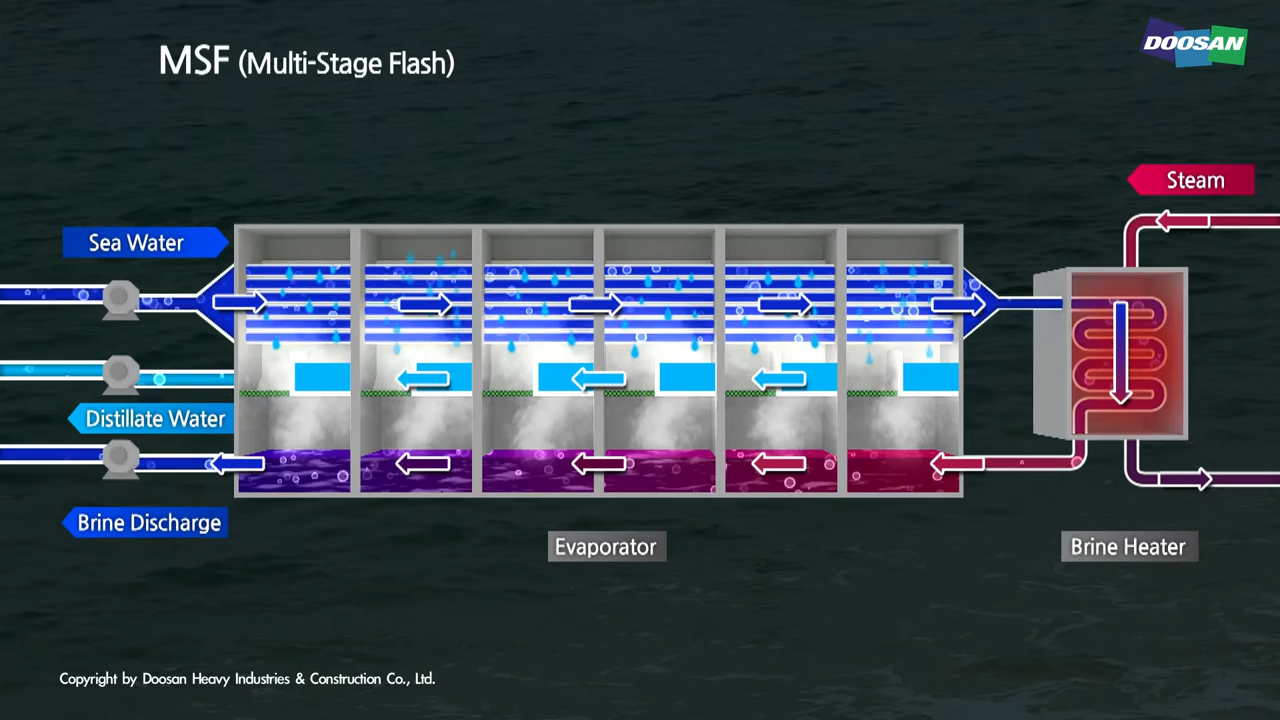 MSF (Multi-Stage Flash)
DOOSAN
Steam
Sea Water
Distillate Water
Brine Discharge
Evaporator
Brine Heater
Copyright by Doosan Heavy Industries & Construction Co., Ltd.